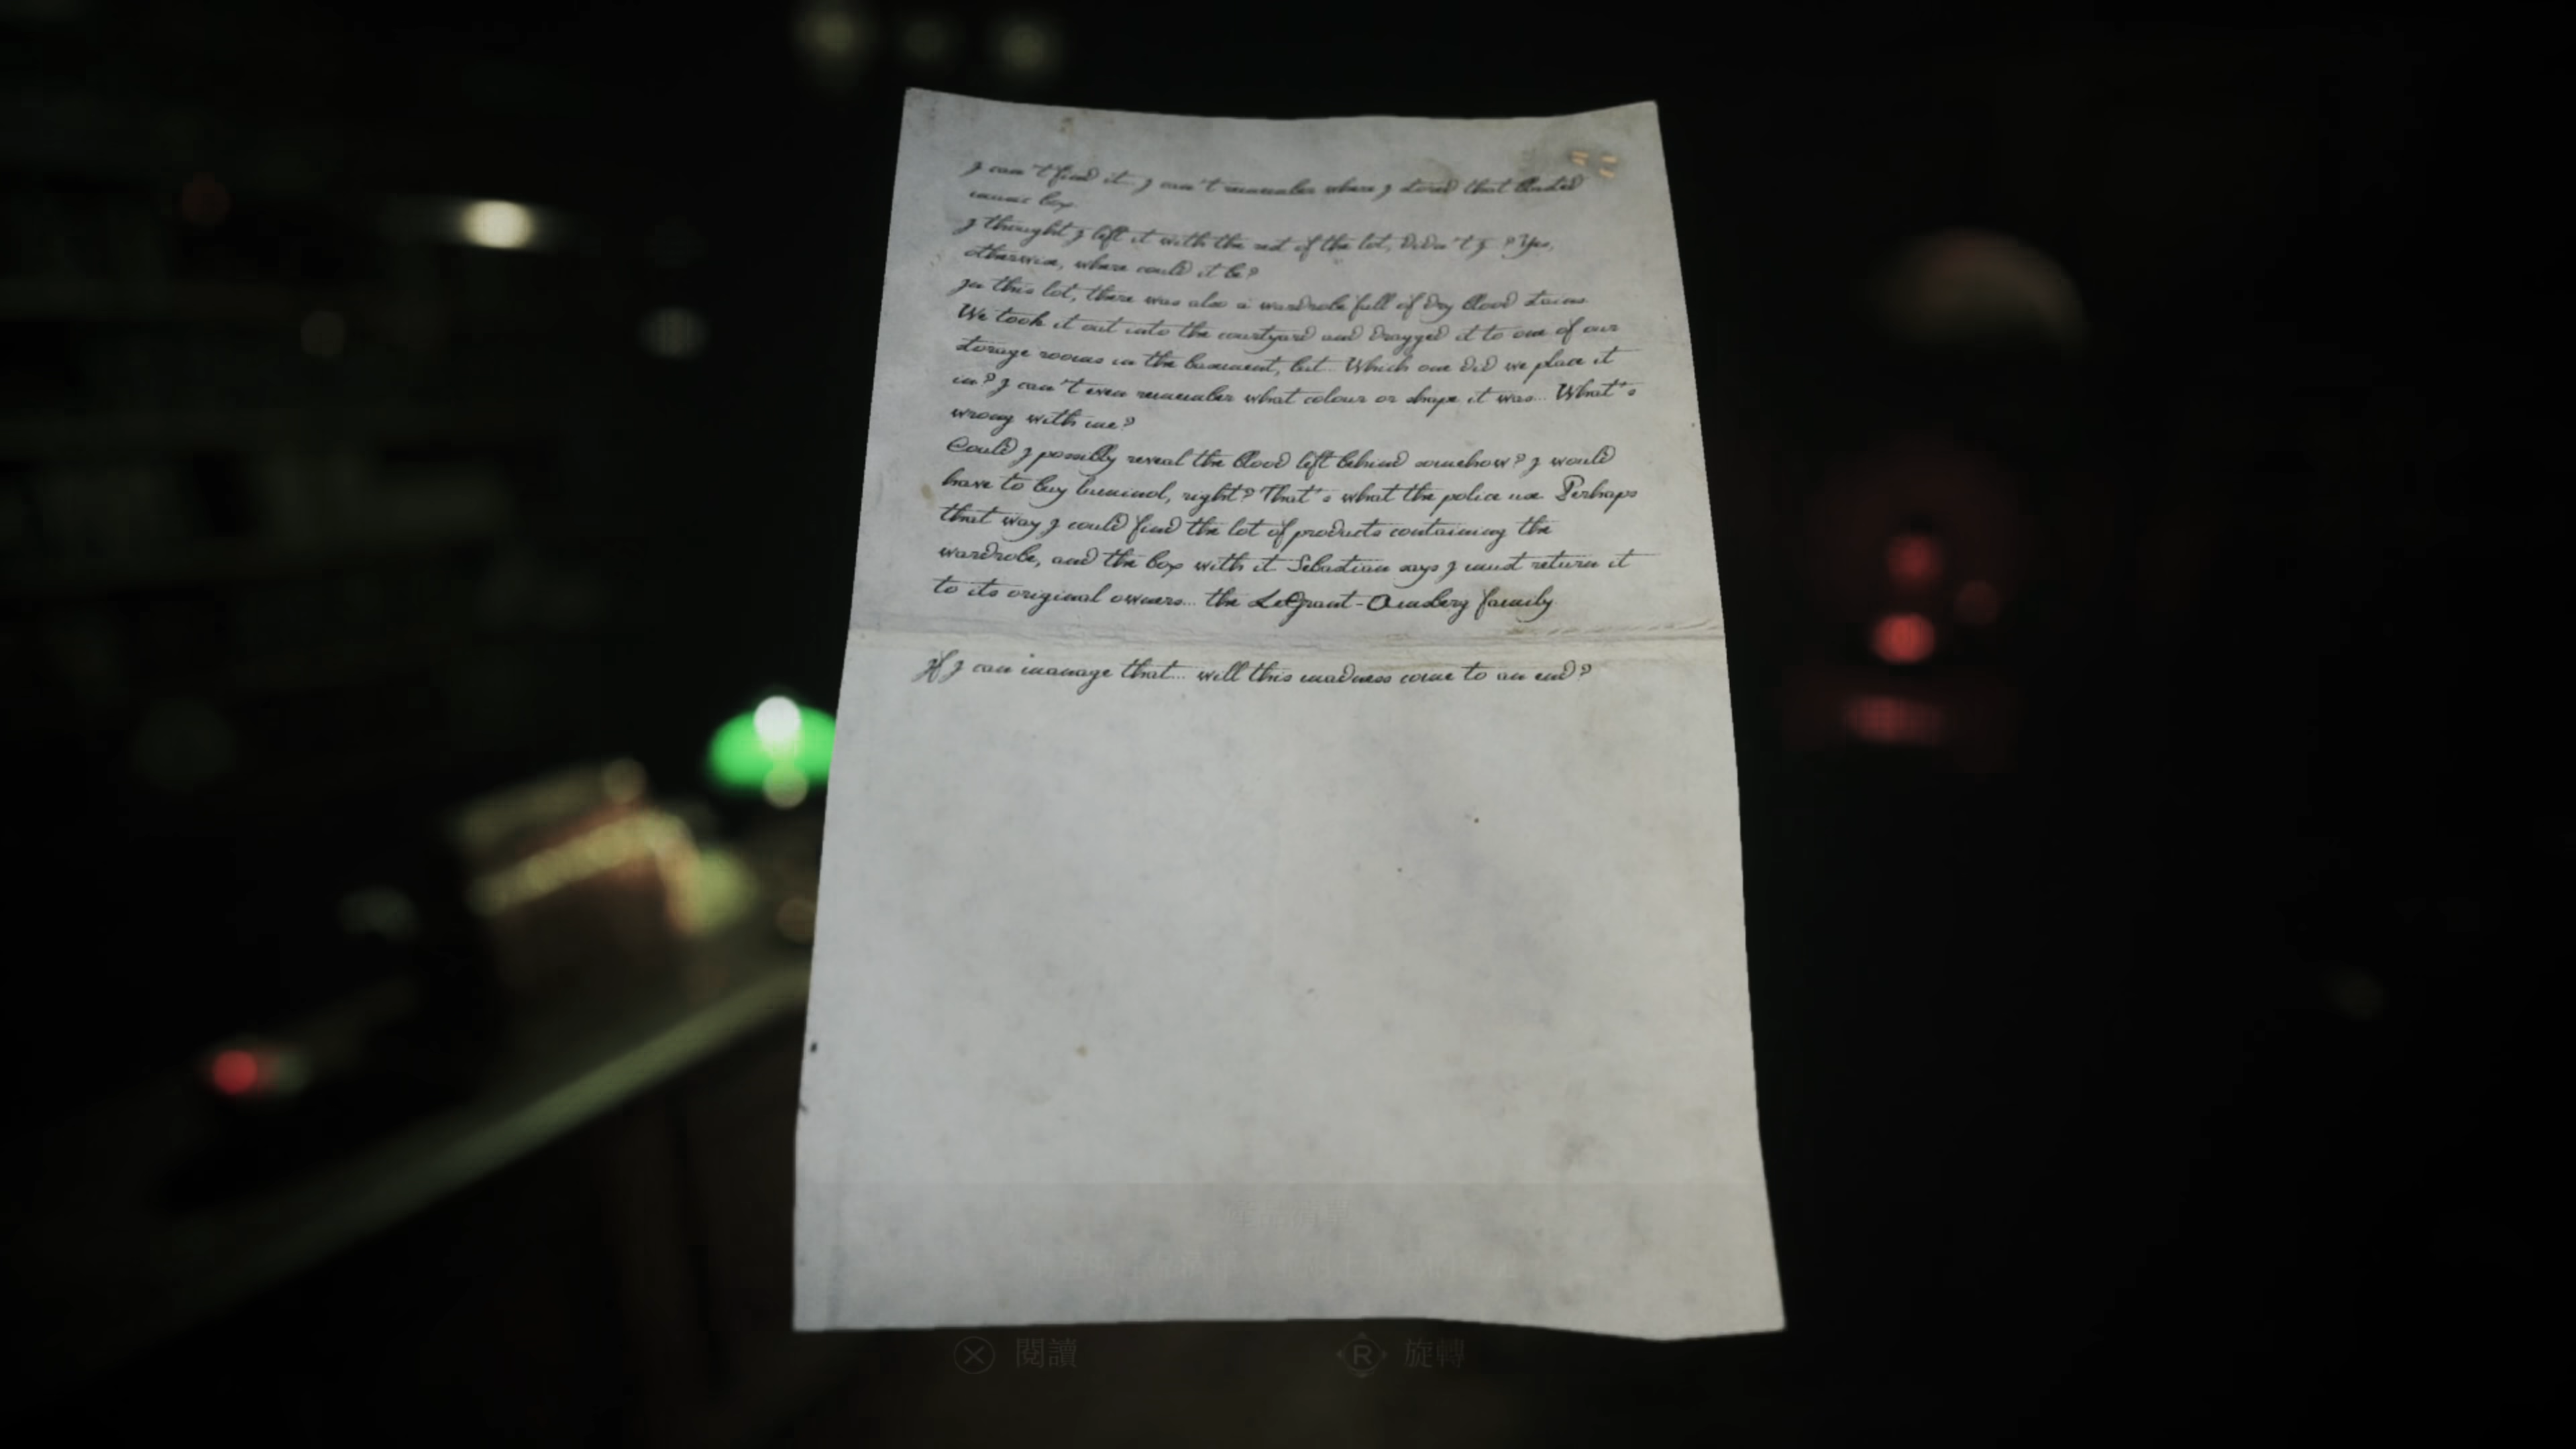 I can't find it. I can't remember where I stored that blasted
music box.
I thought I left it with the rest of the lot, didn't I? Yes,
otherwise, where could it be?
In this lot, there was also a wardrobe full of dry blood stains.
We took it out into the courtyard and dragged it to one of our
storage rooms in the basement, but... Which one did we place it
in? I can't even remember what colour or shape it was... What's
wrong with me?
Could I possibly reveal the blood left behind somehow? I would
have to buy luminol, right? That's what the police use. Perhaps
that way I could find the lot of products containing the
wardrobe, and the box with it. Sebastian says I must return it
to its original owners... the LeGrant-Amsberg family.
If I can manage that... will this madness come to an end?
閱讀
R 旋轉